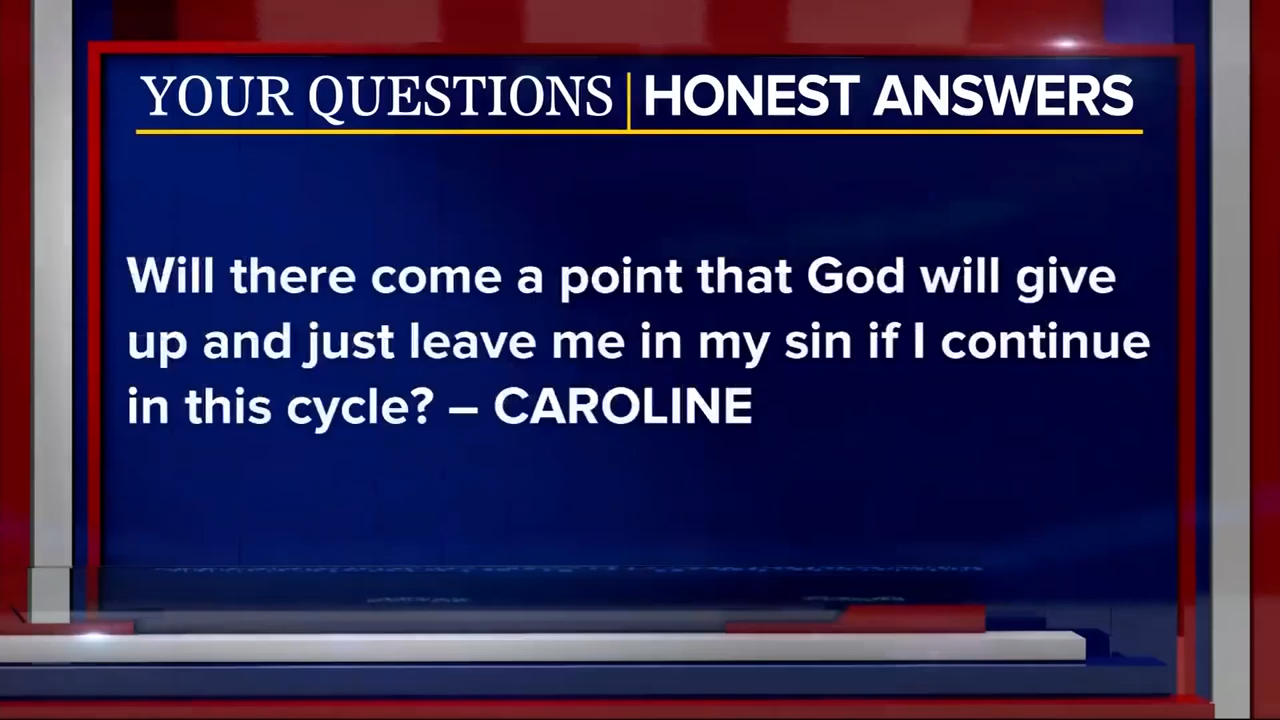 YOUR QUESTIONS | HONEST ANSWERS
Will there come a point that God will give
up and just leave me in my sin if I continue
in this cycle? – CAROLINE